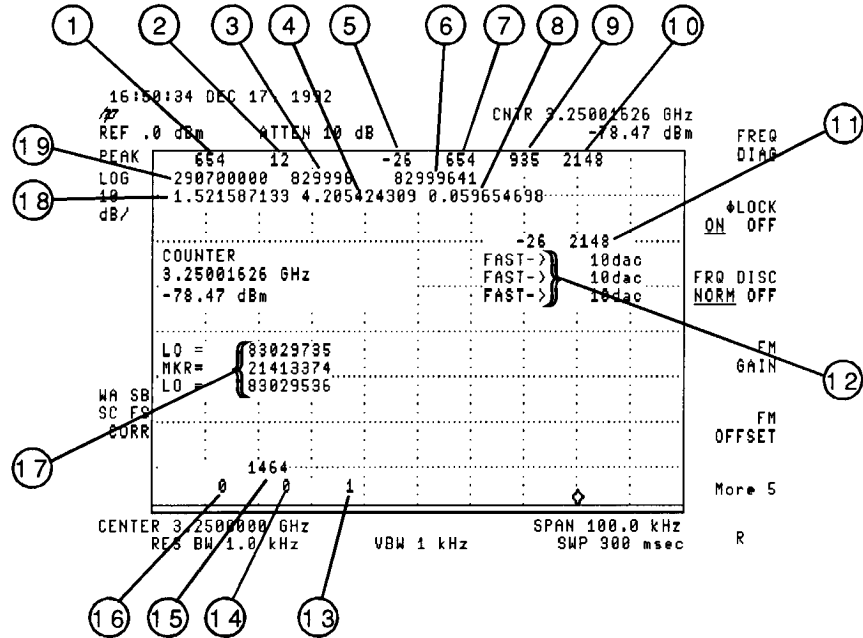 1 2 3 4 5 6 7 8 9 10
16:50:34 DEC 17, 1992
CNTR 3.25001626 GHz
REF .0 dBm ATTEN 10 dB -78.47 dBm
FREQ
DIAG
11
19
PEAK 654 12 -26 654 935 2148
LOG 290700000 829998 82999641
18
10 1.521587133 4.205424309 0.059654698
dB/
ϕLOCK
ON OFF
-26 2148
COUNTER
3.25001626 GHz
-78.47 dBm
FAST-> 10dac
FAST-> 10dac
FAST-> 10dac
FRQ DISC
NORM OFF
LO = 83029735
MKR= 21413374
LO = 83029536
FM
GAIN
12
WA SB
SC FS
CORR
17
FM
OFFSET
1464
0 0 1
More 5
CENTER 3.2500000 GHz SPAN 100.0 kHz
RES BW 1.0 kHz VBW 1 kHz SWP 300 msec
R
16 15 14 13